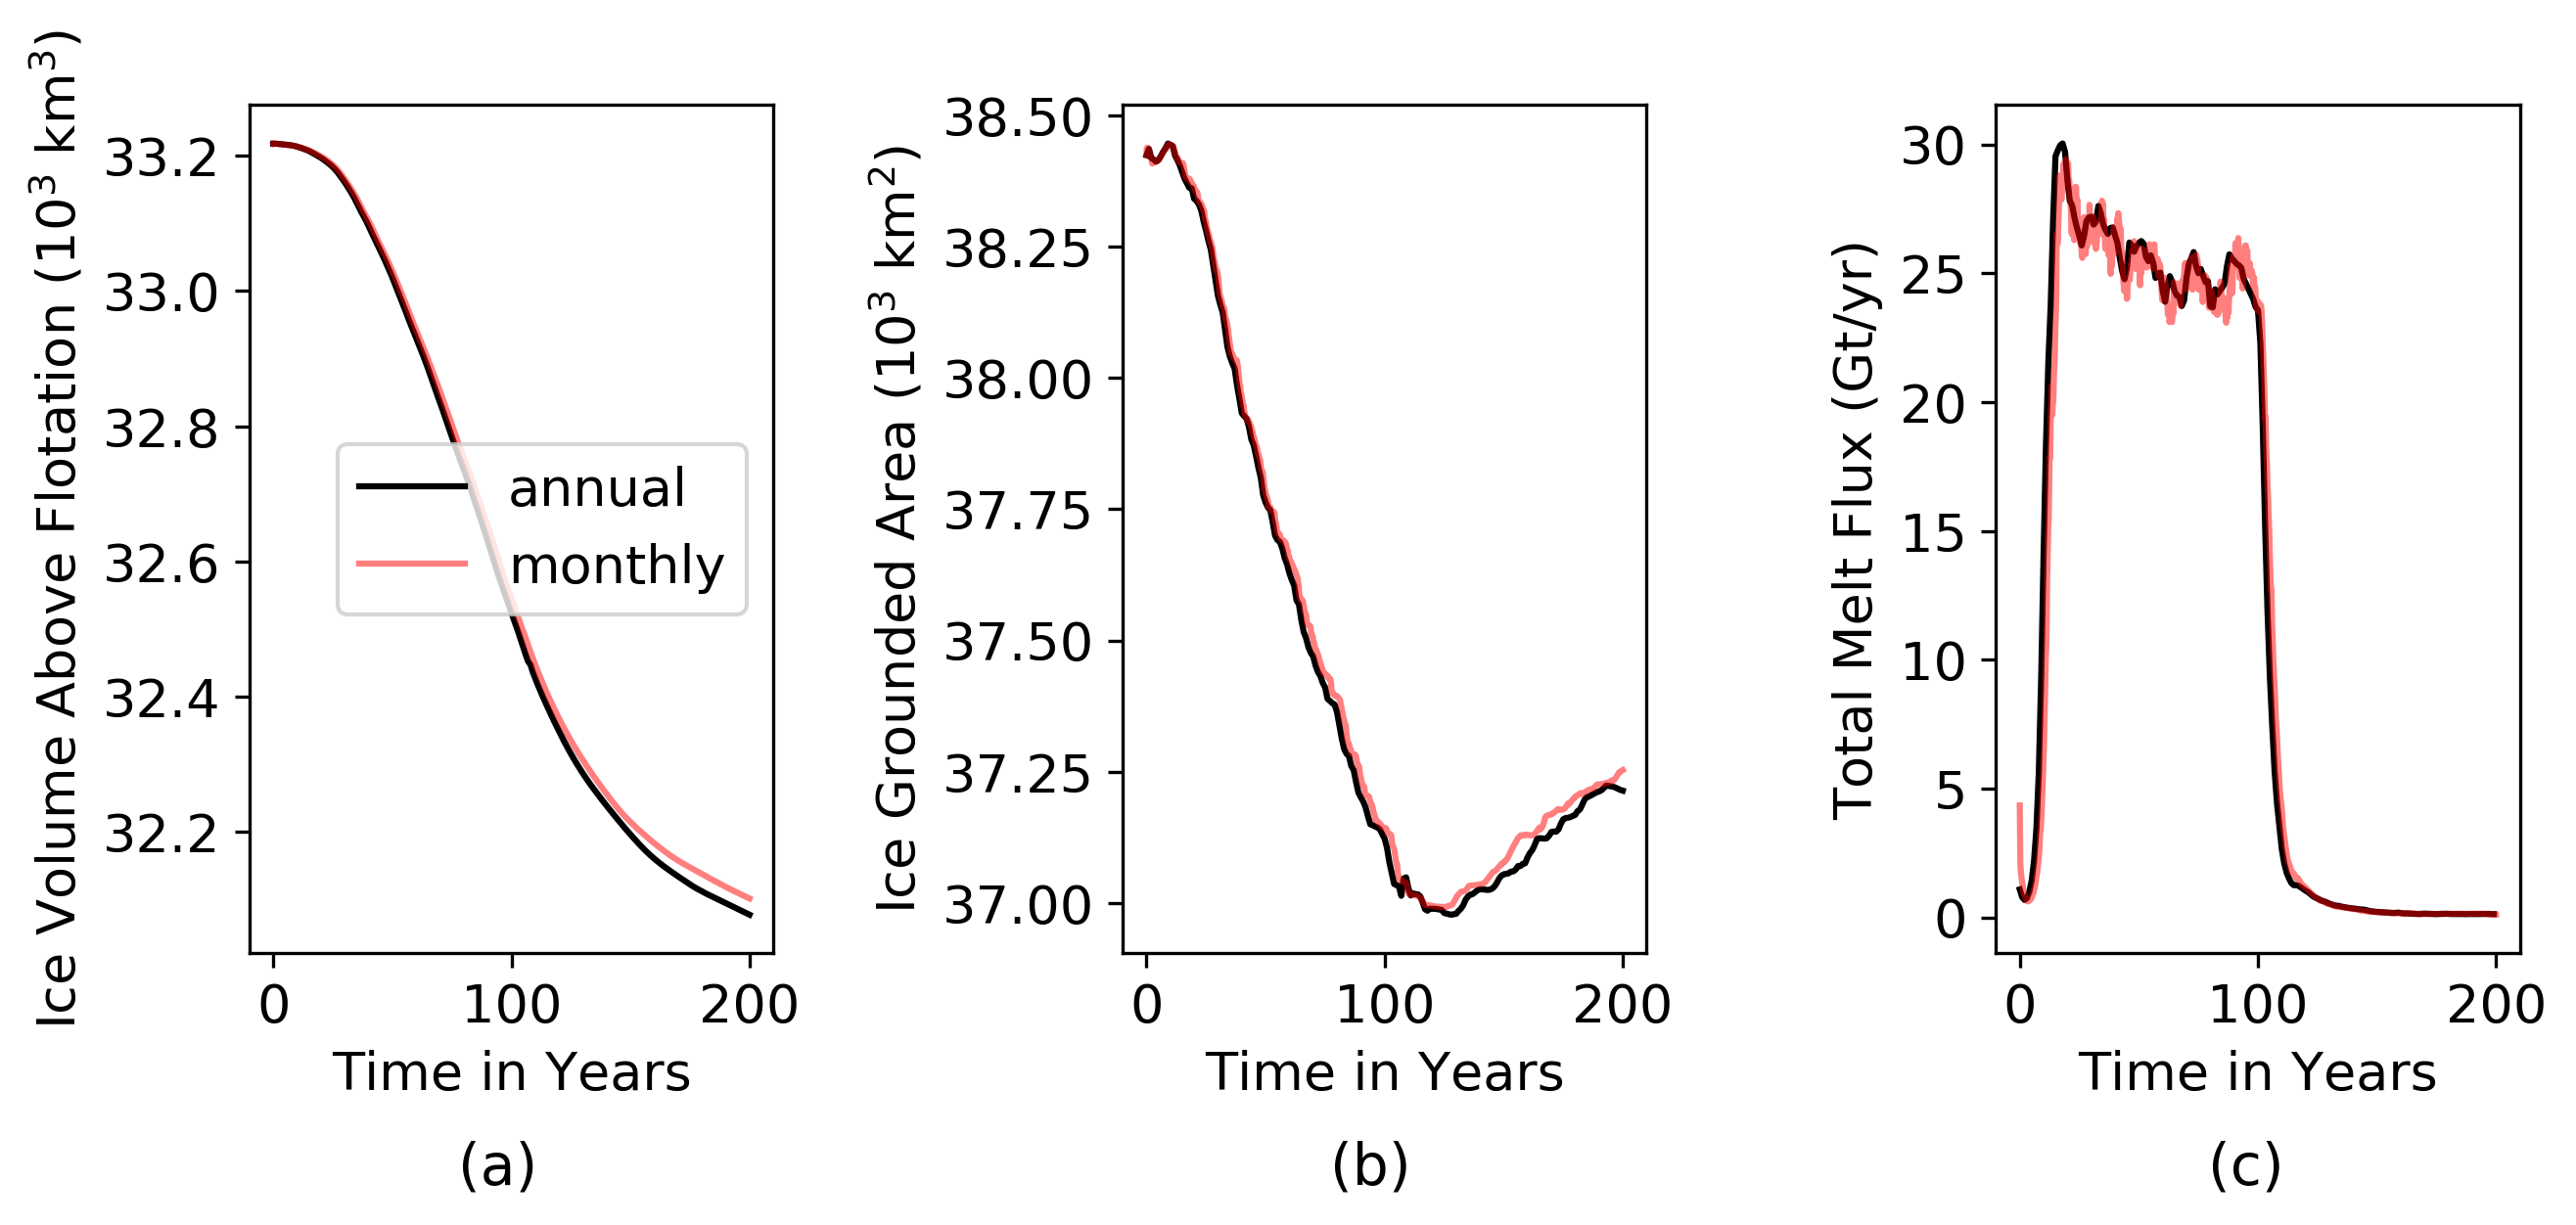 Ice Volume Above Flotation (10³ km³)
33.2
33.0
32.8
32.6
32.4
32.2
annual
monthly
0 100 200
Time in Years
(a)
Ice Grounded Area (10³ km²)
38.50
38.25
38.00
37.75
37.50
37.25
37.00
0 100 200
Time in Years
(b)
Total Melt Flux (Gt/yr)
30
25
20
15
10
5
0
0 100 200
Time in Years
(c)